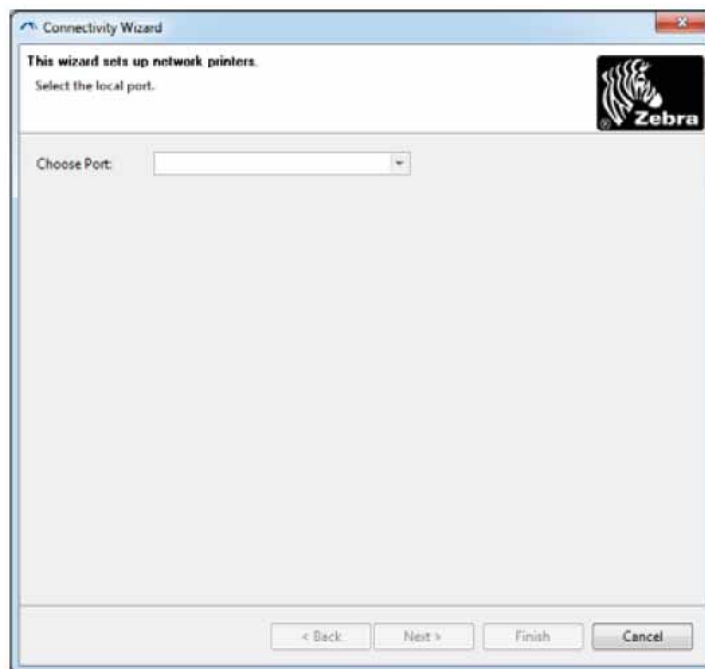 Connectivity Wizard
This wizard sets up network printers.
Select the local port.
Zebra
®
Choose Port:
< Back
Next >
Finish
Cancel